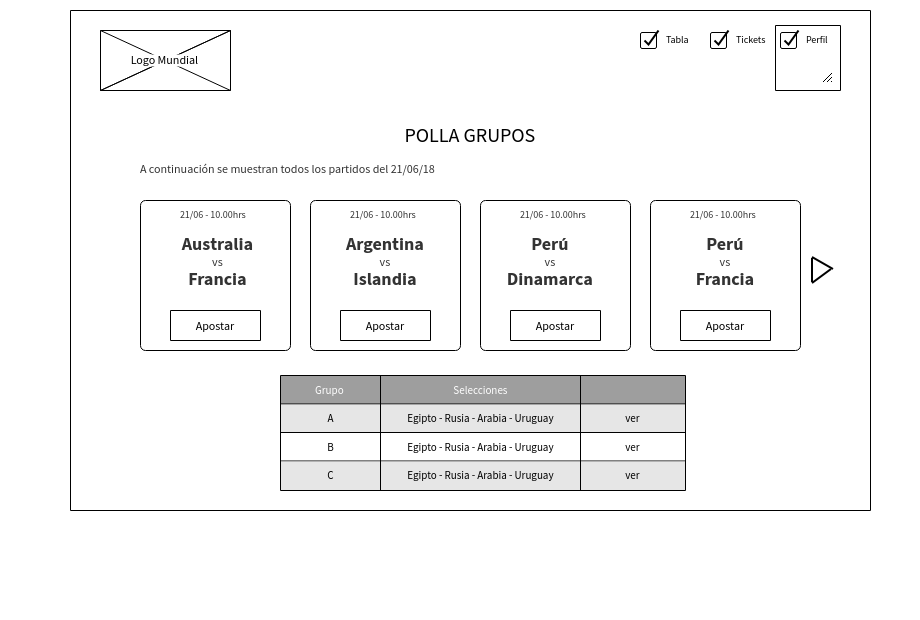 Logo Mundial
Tabla
Tickets
Perfil
POLLA GRUPOS
A continuación se muestran todos los partidos del 21/06/18
21/06 - 10.00hrs
Australia
vs
Francia
Apostar
21/06 - 10.00hrs
Argentina
vs
Islandia
Apostar
21/06 - 10.00hrs
Perú
vs
Dinamarca
Apostar
21/06 - 10.00hrs
Perú
vs
Francia
Apostar
Grupo Selecciones
A Egipto - Rusia - Arabia - Uruguay ver
B Egipto - Rusia - Arabia - Uruguay ver
C Egipto - Rusia - Arabia - Uruguay ver